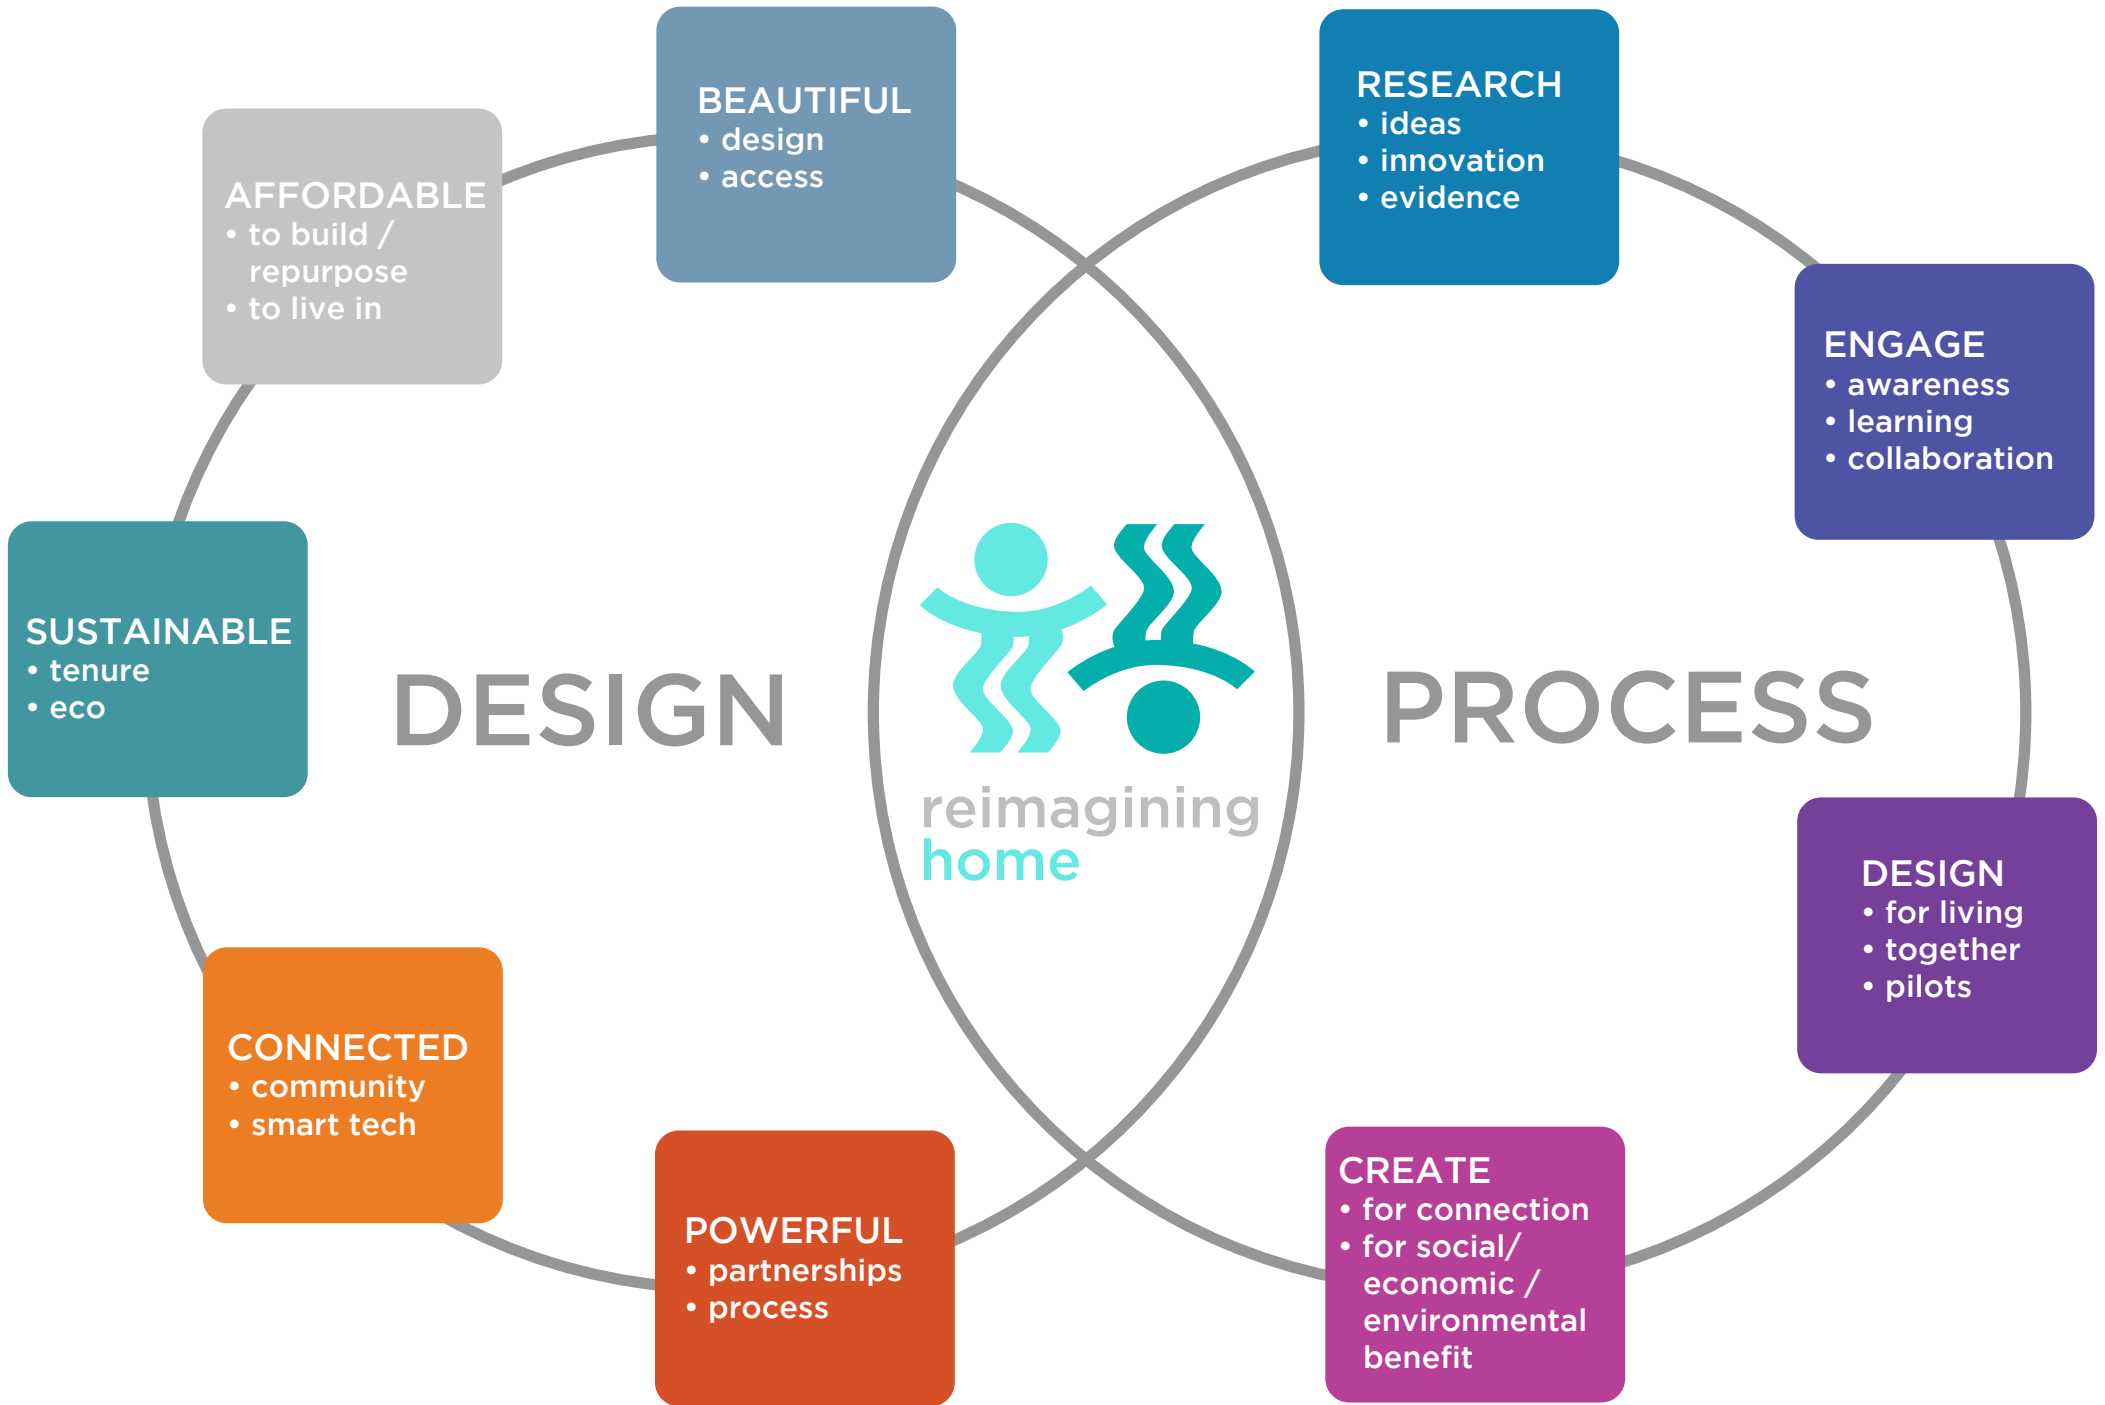 BEAUTIFUL
• design
• access
AFFORDABLE
• to build /
repurpose
• to live in
SUSTAINABLE
• tenure
• eco
CONNECTED
• community
• smart tech
POWERFUL
• partnerships
• process
DESIGN
reimagining
home
PROCESS
RESEARCH
• ideas
• innovation
• evidence
ENGAGE
• awareness
• learning
• collaboration
DESIGN
• for living
• together
• pilots
CREATE
• for connection
• for social/
economic /
environmental
benefit